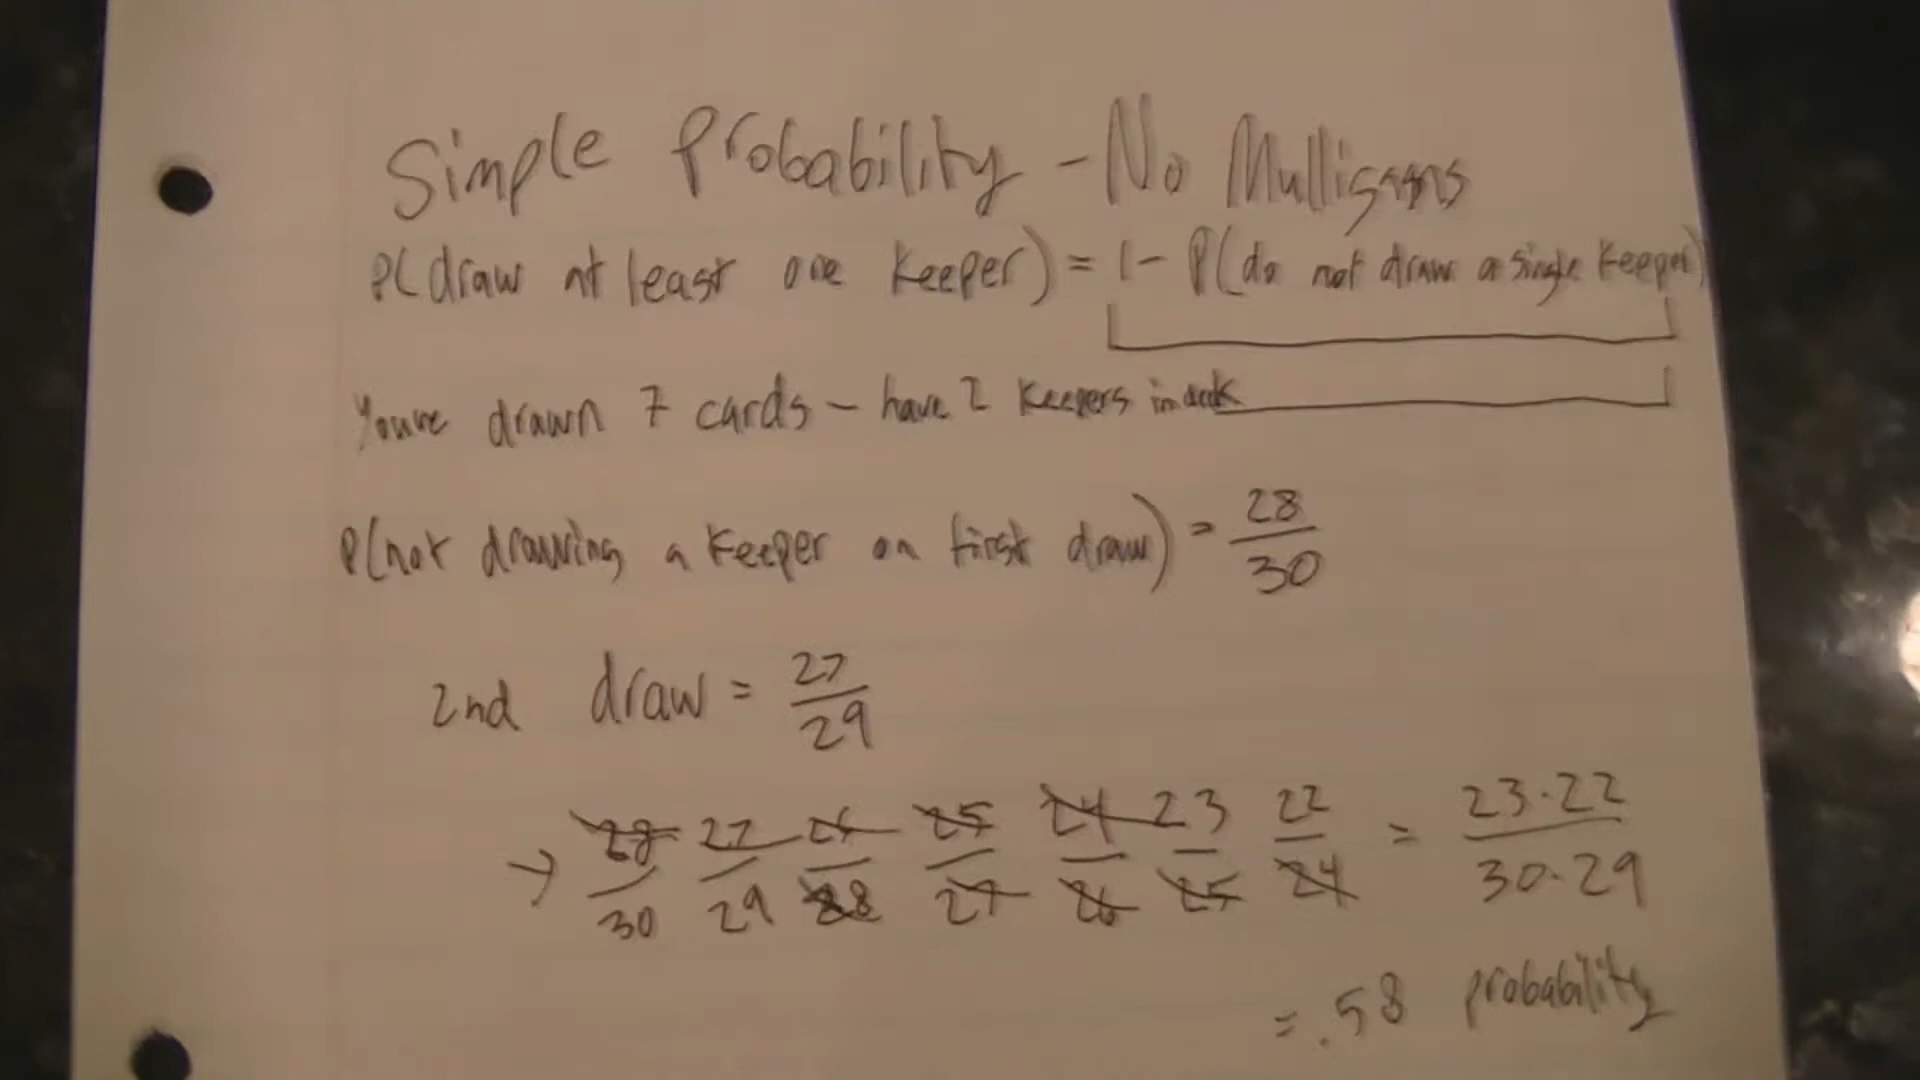 Simple Probability - No Mulligans
P(draw at least one keeper) = 1 - P(do not draw a single keeper)
Youve drawn 7 cards - have 2 keepers in deck
P(not drawing a keeper on first draw) = 28/30
2nd draw = 27/29
→ 28/30 27/29 26/28 25/27 24/26 23/25 22/24 = 23·22/30·29
= .58 probability